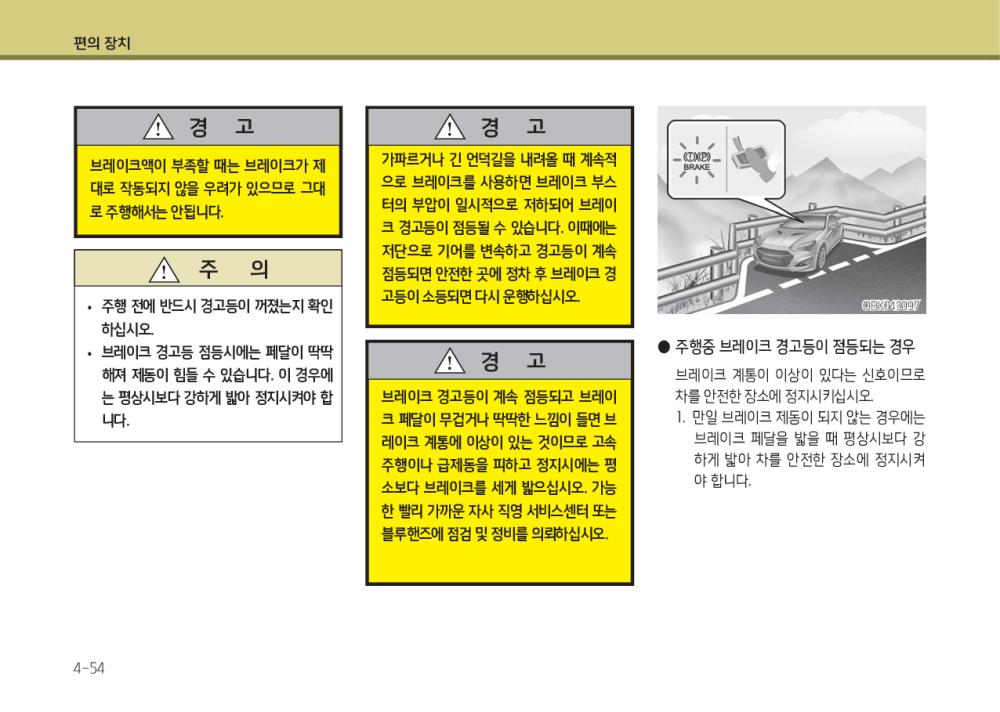 편의 장치
경 고
브레이크액이 부족할 때는 브레이크가 제
대로 작동되지 않을 우려가 있으므로 그대
로 주행해서는 안됩니다.
주 의
• 주행 전에 반드시 경고등이 꺼졌는지 확인
하십시오.
• 브레이크 경고등 점등시에는 페달이 딱딱
해져 제동이 힘들 수 있습니다. 이 경우에
는 평상시보다 강하게 밟아 정지시켜야 합
니다.
경 고
가파르거나 긴 언덕길을 내려올 때 계속적
으로 브레이크를 사용하면 브레이크 부스
터의 부압이 일시적으로 저하되어 브레이
크 경고등이 점등될 수 있습니다. 이때에는
저단으로 기어를 변속하고 경고등이 계속
점등되면 안전한 곳에 정차 후 브레이크 경
고등이 소등되면 다시 운행하십시오.
경 고
브레이크 경고등이 계속 점등되고 브레이
크 페달이 무겁거나 딱딱한 느낌이 들면 브
레이크 계통에 이상이 있는 것이므로 고속
주행이나 급제동을 피하고 정지시에는 평
소보다 브레이크를 세게 밟으십시오. 가능
한 빨리 가까운 자사 직영 서비스센터 또는
블루핸즈에 점검 및 정비를 의뢰하십시오.
BRAKE
OBK043097
● 주행중 브레이크 경고등이 점등되는 경우
브레이크 계통이 이상이 있다는 신호이므로
차를 안전한 장소에 정지시키십시오.
1. 만일 브레이크 제동이 되지 않는 경우에는
브레이크 페달을 밟을 때 평상시보다 강
하게 밟아 차를 안전한 장소에 정지시켜
야 합니다.
4-54